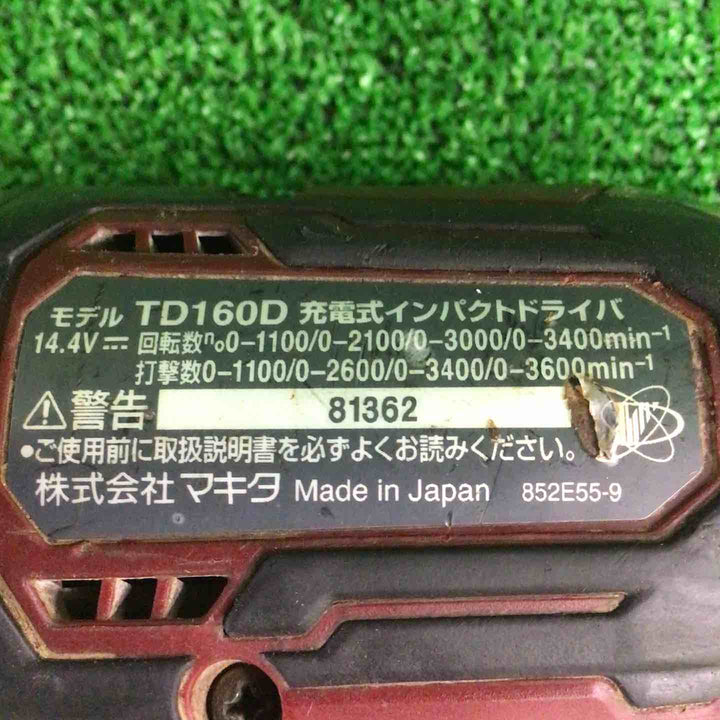 モデル TD160D 充電式インパクトドライバ
14.4V⎓ 回転数n₀0-1100/0-2100/0-3000/0-3400min⁻¹
打撃数0-1100/0-2600/0-3400/0-3600min⁻¹
⚠警告 81362
●ご使用前に取扱説明書を必ずよくお読みください。
株式会社マキタ Made in Japan 852E55-9